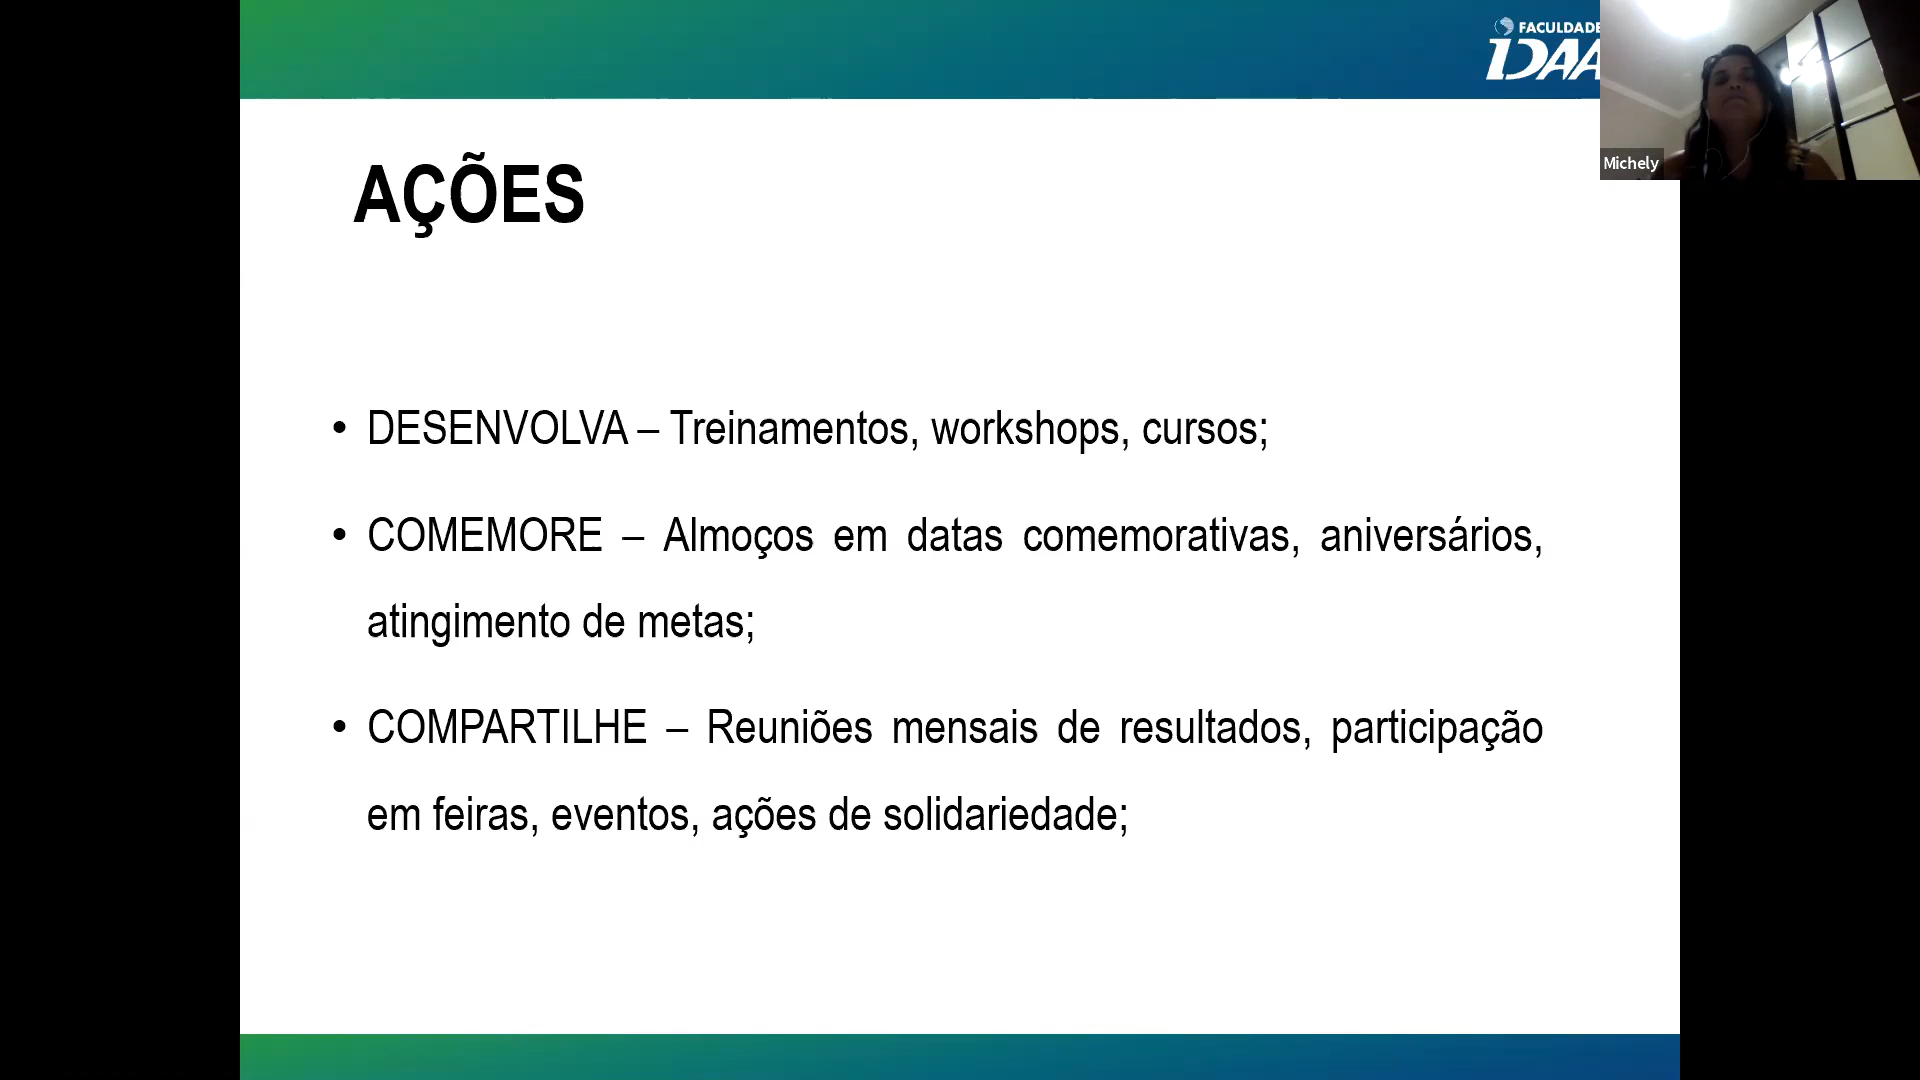 FACULDADE
IDAA
Michely
AÇÕES
• DESENVOLVA – Treinamentos, workshops, cursos;
• COMEMORE – Almoços em datas comemorativas, aniversários,
atingimento de metas;
• COMPARTILHE – Reuniões mensais de resultados, participação
em feiras, eventos, ações de solidariedade;